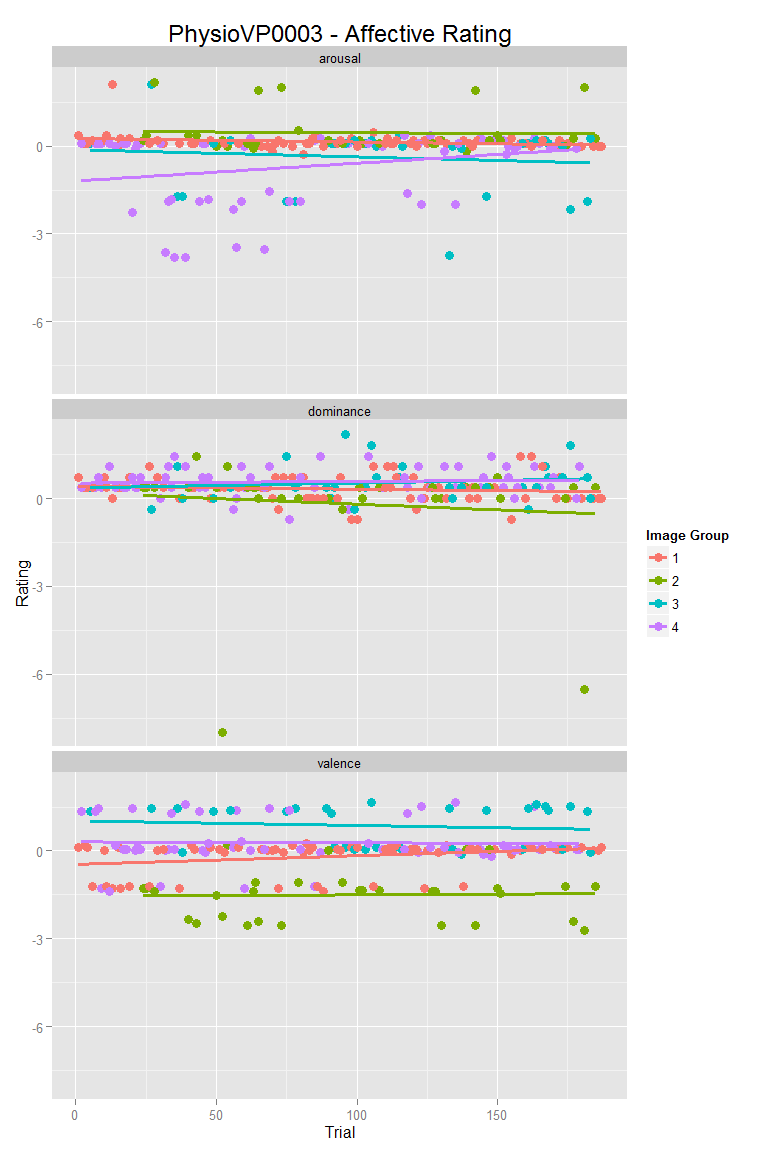 PhysioVP0003 - Affective Rating
arousal
0
-3
-6
dominance
0
-3
-6
valence
0
-3
-6
0 50 100 150
Trial
Rating
Image Group
1
2
3
4